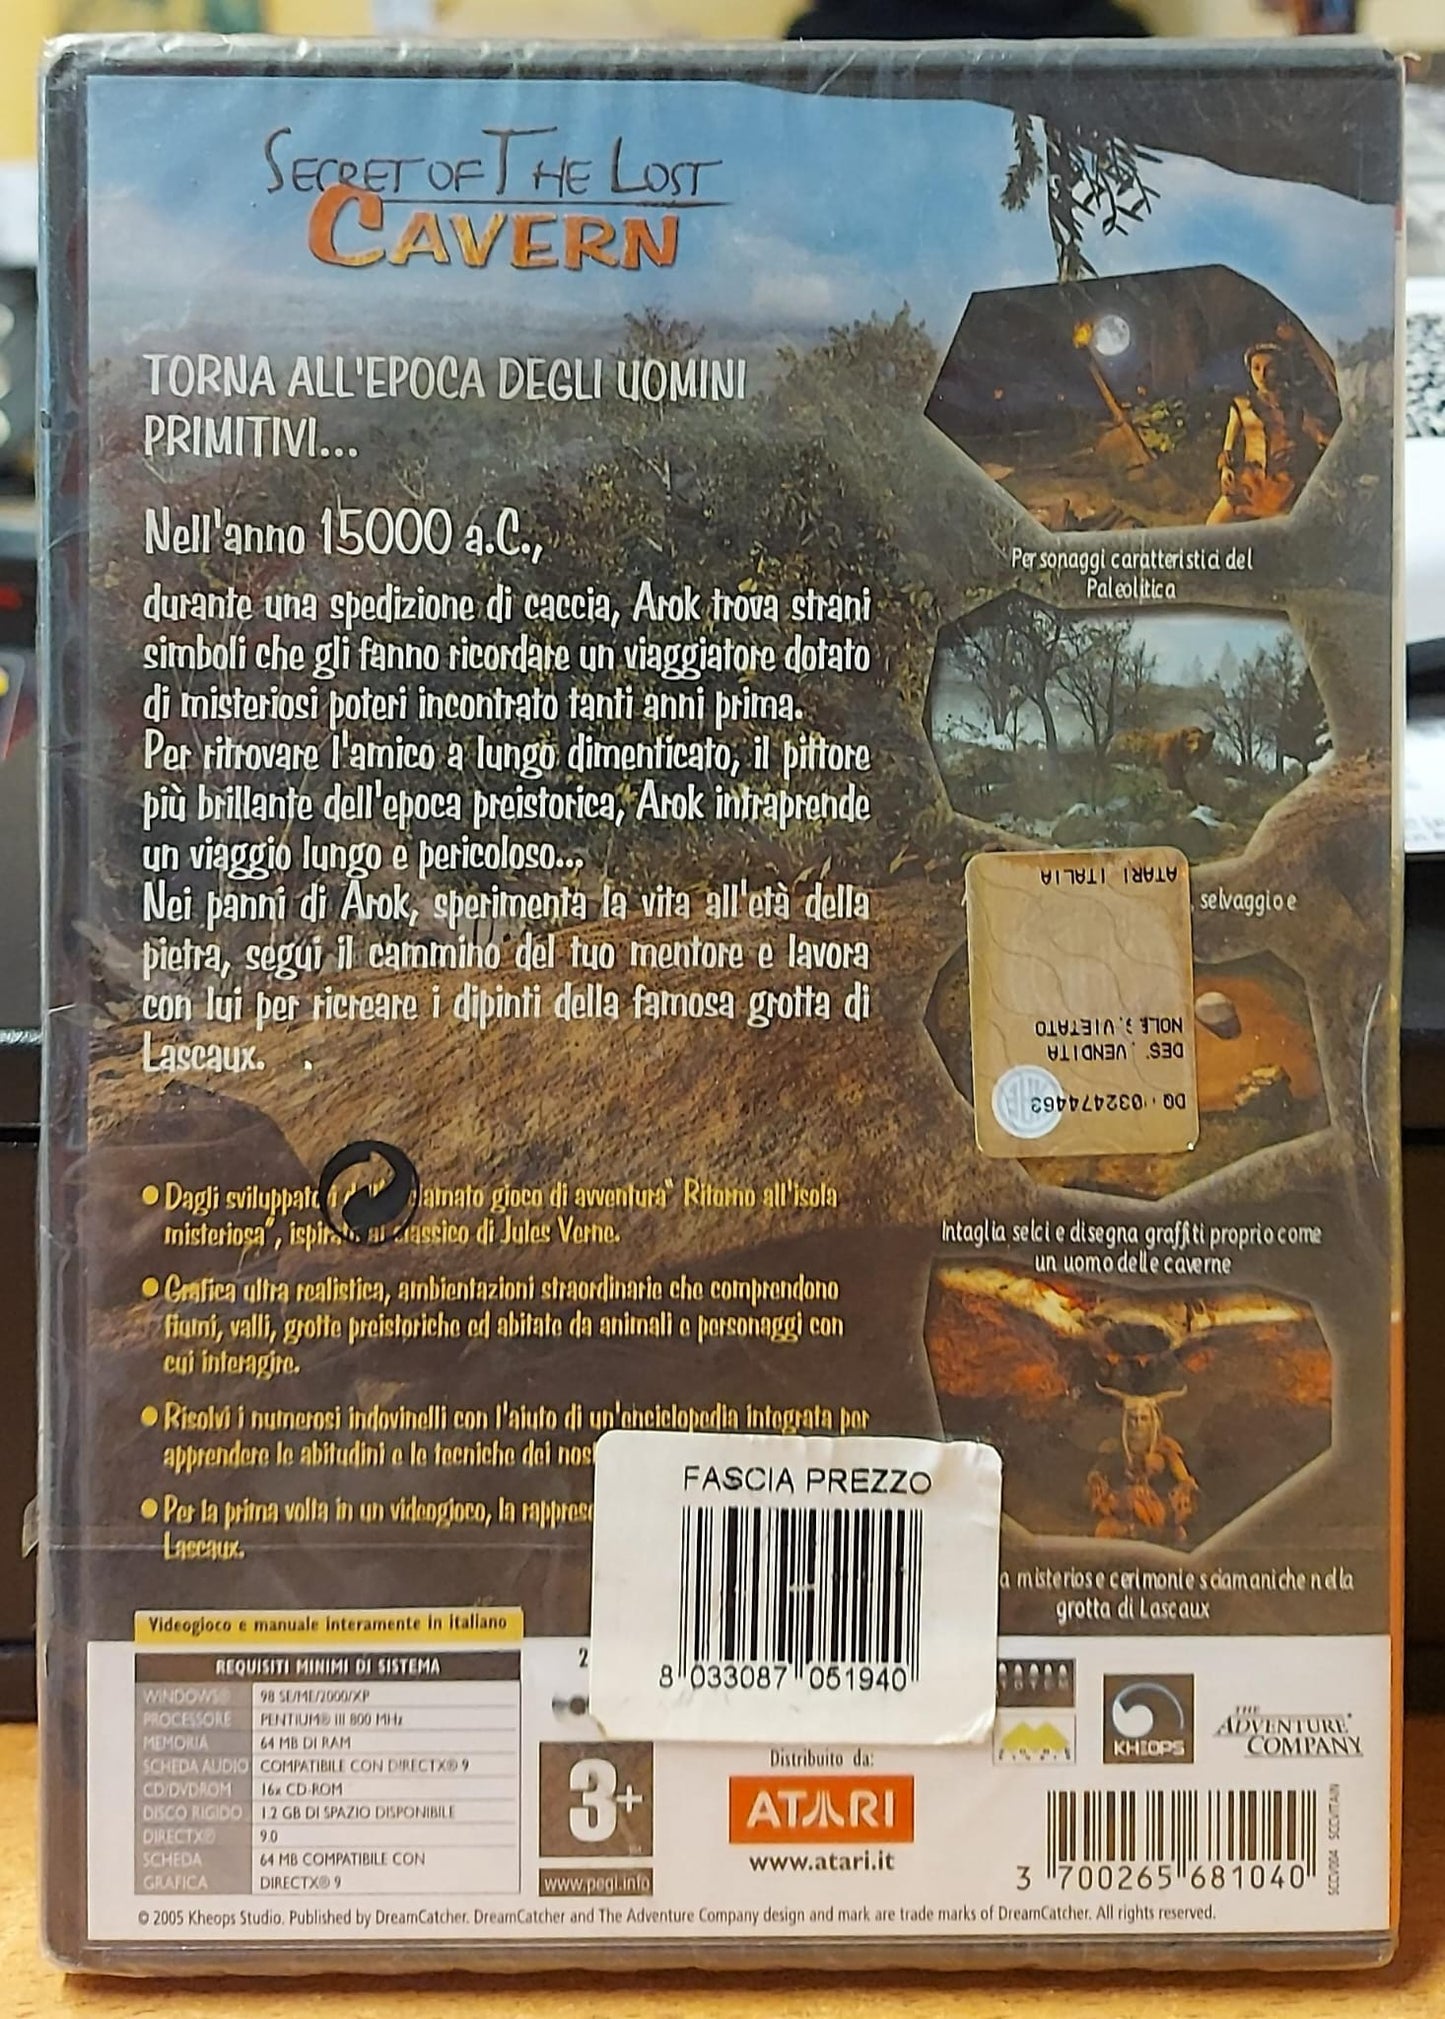 SECRET OF THE LOST
CAVERN
TORNA ALL'EPOCA DEGLI UOMINI
PRIMITIVI...
Nell'anno 15000 a.C.,
durante una spedizione di caccia, Arok trova strani
simboli che gli fanno ricordare un viaggiatore dotato
di misteriosi poteri incontrato tanti anni prima.
Per ritrovare l'amico a lungo dimenticato, il pittore
più brillante dell'epoca preistorica, Arok intraprende
un viaggio lungo e pericoloso...
Nei panni di Arok, sperimenta la vita all'età della
pietra, segui il cammino del tuo mentore e lavora
con lui per ricreare i dipinti della famosa grotta di
Lascaux.
• Dagli sviluppato amato gioco di avventura" Ritorno all'isola
misteriosa", ispirato al classico di Jules Verne.
• Grafica ultra realistica, ambientazioni straordinarie che comprendono
fiumi, valli, grotte preistoriche ed abitate da animali e personaggi con
cui interagire.
• Risolvi i numerosi indovinelli con l'aiuto di un'enciclopedia integrata per
apprendere le abitudini e le tecniche dei nos
• Per la prima volta in un videogioco, la rapprese
Lascaux.
Personaggi caratteristici del
Paleolitica
selvaggio e
ATARI ITALIA
NOLE. VIETATO
DES. VENDITA
DQ 032474463
Intaglia selci e disegna graffiti proprio come
un uomo delle caverne
a misteriose cerimonie sciamaniche nella
grotta di Lascaux
FASCIA PREZZO
8 033087 051940
Videogioco e manuale interamente in italiano
REQUISITI MINIMI DI SISTEMA
WINDOWS® 98 SE/ME/2000/XP
PROCESSORE PENTIUM® III 800 MHz
MEMORIA 64 MB DI RAM
SCHEDA AUDIO COMPATIBILE CON DIRECTX® 9
CD/DVDROM 16x CD-ROM
DISCO RIGIDO 1.2 GB DI SPAZIO DISPONIBILE
DIRECTX® 9.0
SCHEDA 64 MB COMPATIBILE CON
GRAFICA DIRECTX® 9
2
3+
www.pegi.info
Distribuito da:
ATARI
www.atari.it
KHEOPS
THE
ADVENTURE
COMPANY
3 700265 681040
SCCV004 SCCVITAIN
© 2005 Kheops Studio. Published by DreamCatcher. DreamCatcher and The Adventure Company design and mark are trade marks of DreamCatcher. All rights reserved.